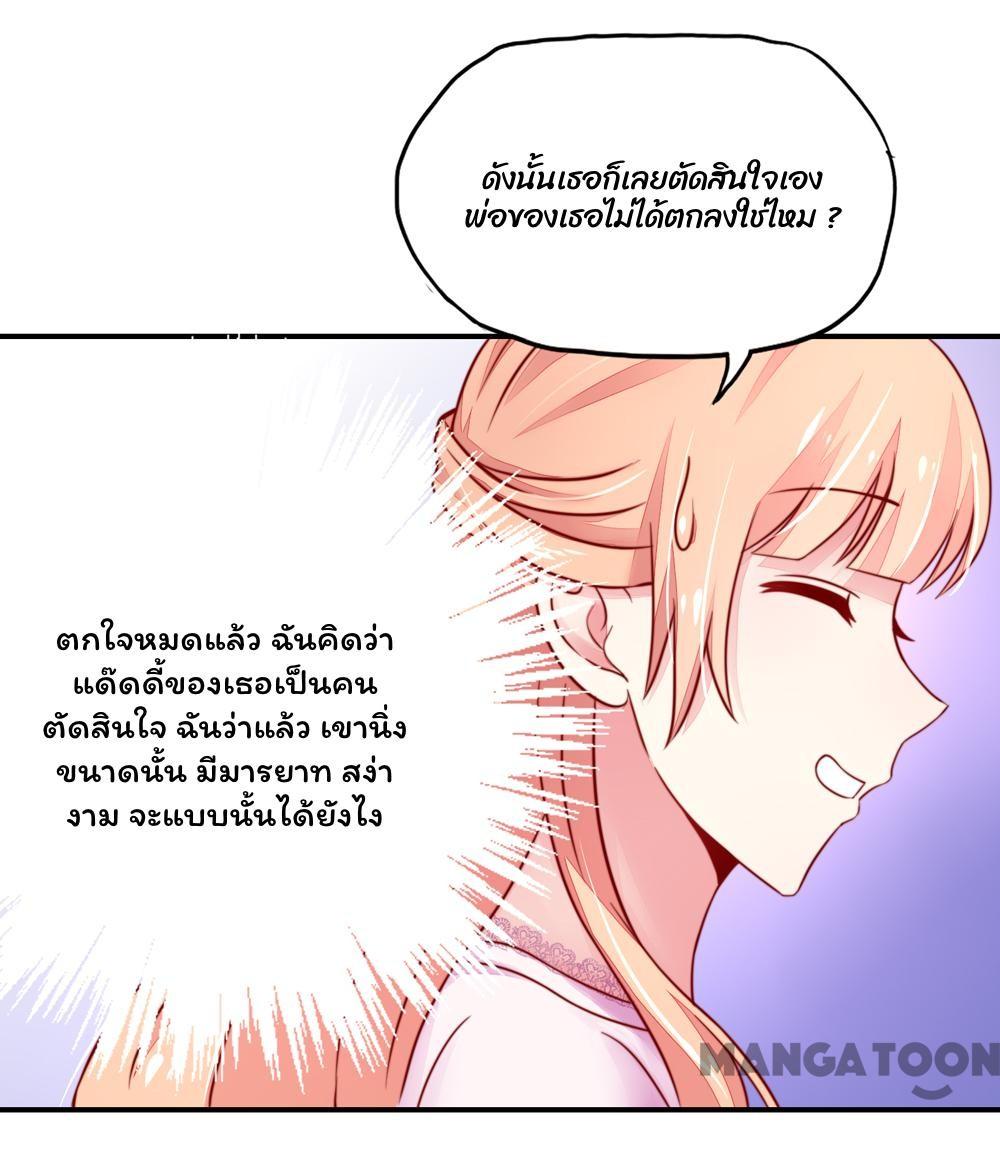 ดังนั้นเธอก็เลยตัดสินใจเอง
พ่อของเธอไม่ได้ตกลงใช่ไหม ?
ตกใจหมดแล้ว ฉันคิดว่า
แด๊ดดี้ของเธอเป็นคน
ตัดสินใจ ฉันว่าแล้ว เขานิ่ง
ขนาดนั้น มีมารยาท สง่า
งาม จะแบบนั้นได้ยังไง
MANGATOON